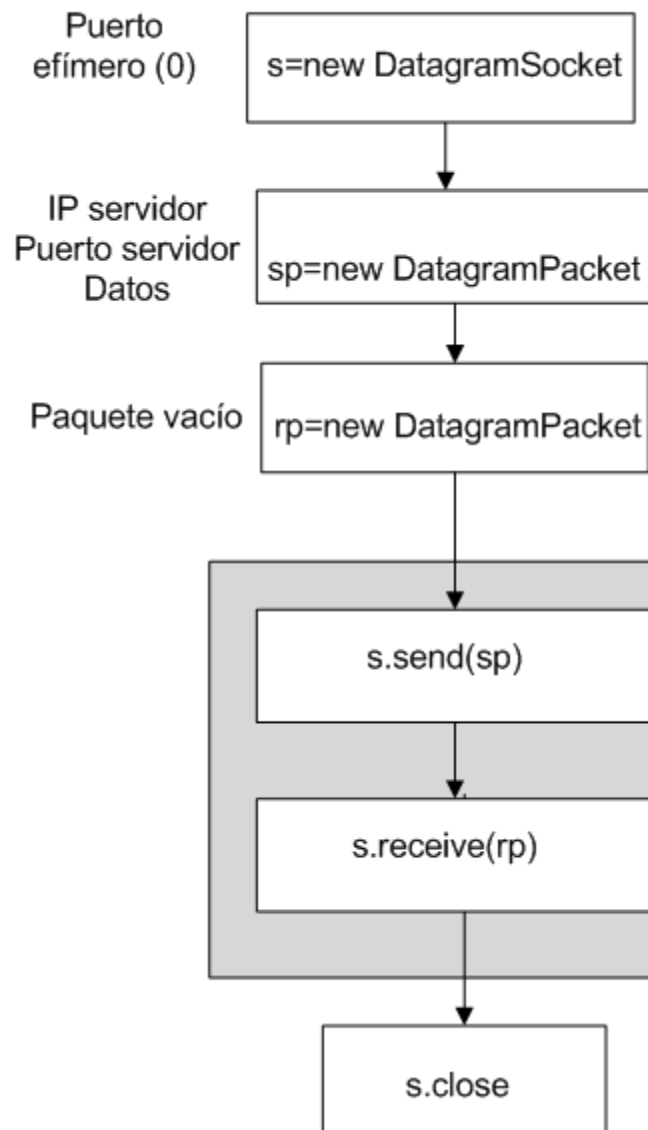 Puerto
efímero (0)
s=new DatagramSocket
IP servidor
Puerto servidor
Datos
sp=new DatagramPacket
Paquete vacío
rp=new DatagramPacket
s.send(sp)
s.receive(rp)
s.close